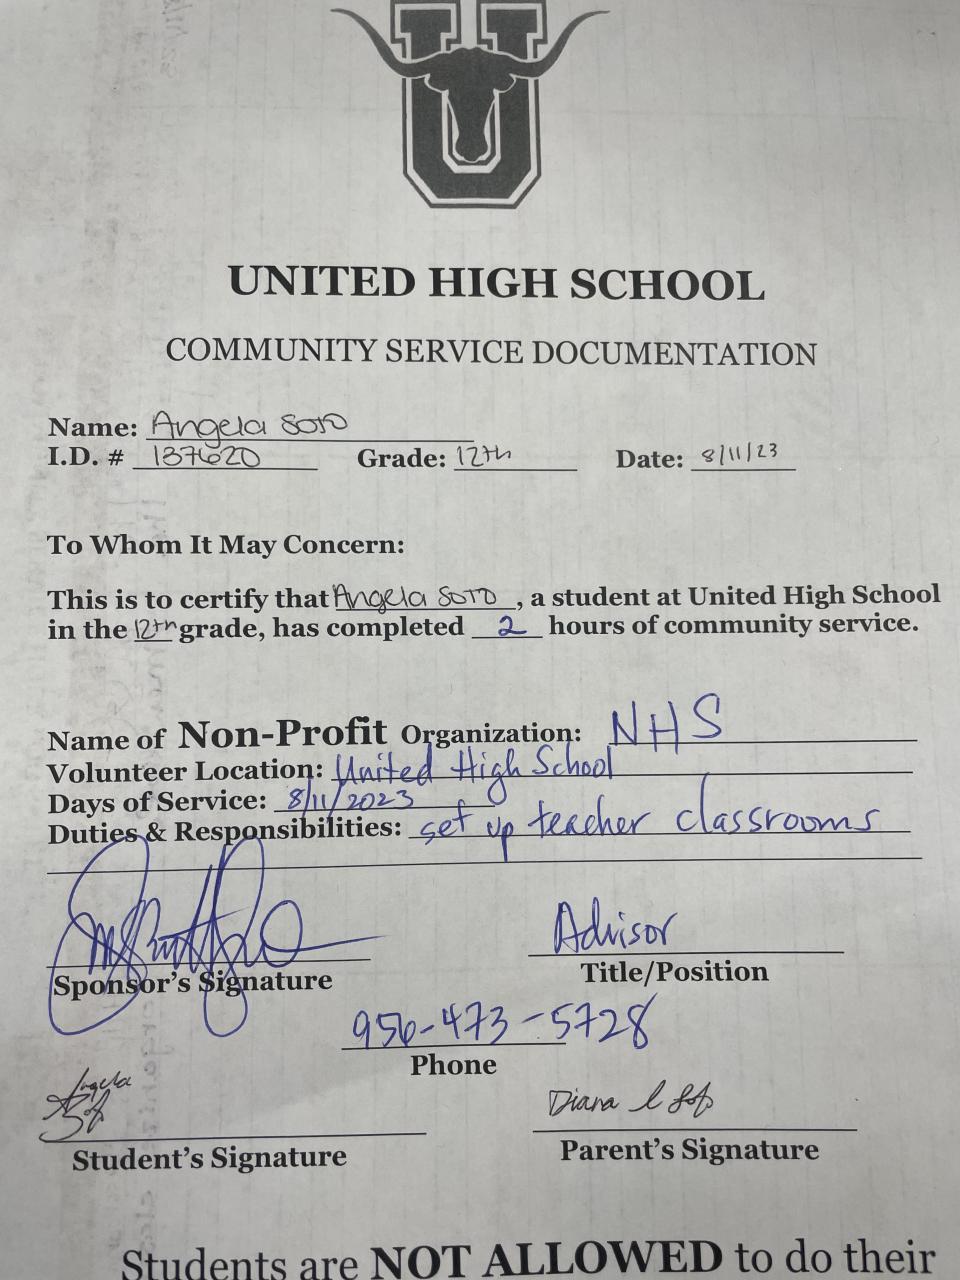 U
UNITED HIGH SCHOOL
COMMUNITY SERVICE DOCUMENTATION
Name: Angela Soto
I.D. # 137620 Grade: 12th Date: 8/11/23
To Whom It May Concern:
This is to certify that Angela Soto, a student at United High School
in the 12th grade, has completed 2 hours of community service.
Name of Non-Profit Organization: NHS
Volunteer Location: United High School
Days of Service: 8/11/2023
Duties & Responsibilities: set up teacher classrooms
Advisor
Sponsor's Signature Title/Position
956-473-5728
Phone
Angela Diana l Soto
Student's Signature Parent's Signature
Students are NOT ALLOWED to do their